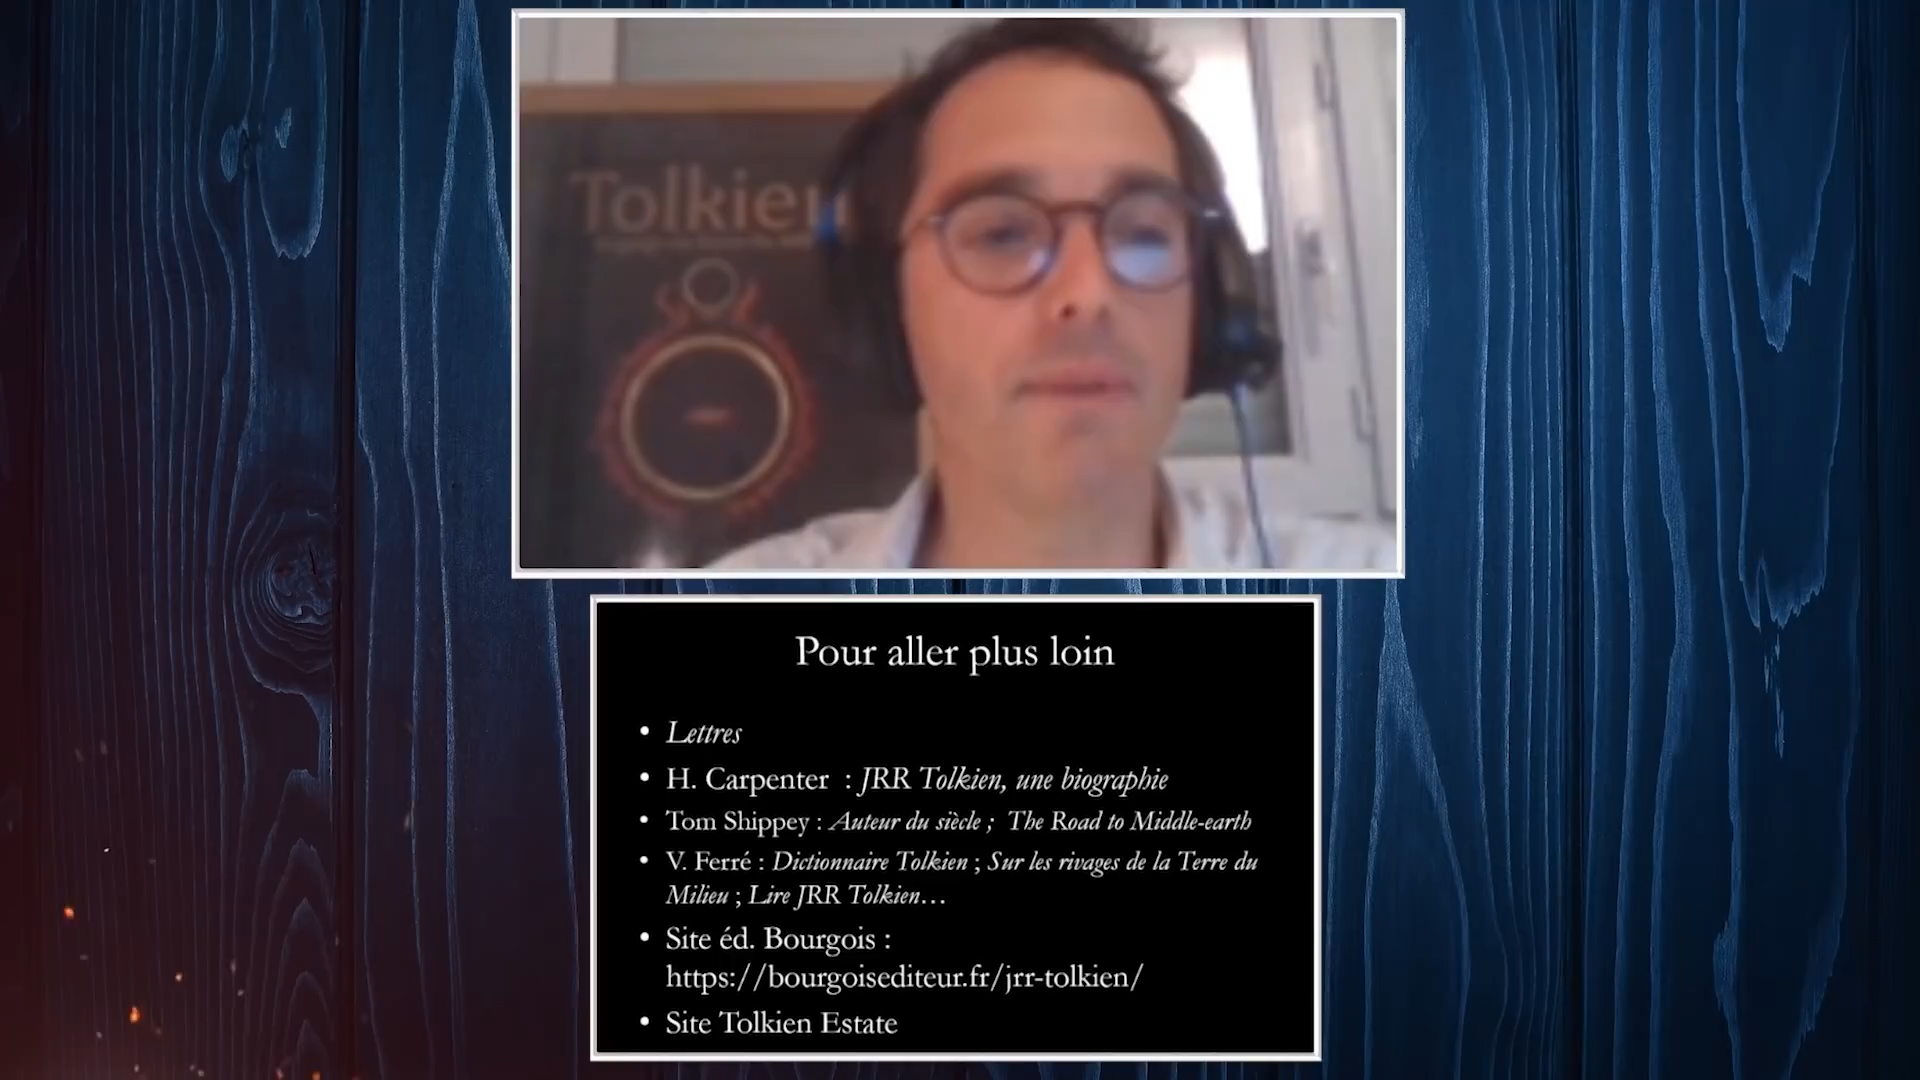 Tolkien
Pour aller plus loin
• Lettres
• H. Carpenter : JRR Tolkien, une biographie
• Tom Shippey : Auteur du siècle ; The Road to Middle-earth
• V. Ferré : Dictionnaire Tolkien ; Sur les rivages de la Terre du
Milieu ; Lire JRR Tolkien…
• Site éd. Bourgois :
https://bourgoisediteur.fr/jrr-tolkien/
• Site Tolkien Estate